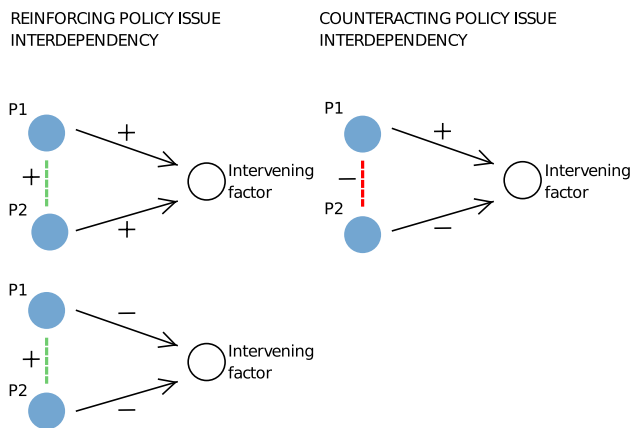 REINFORCING POLICY ISSUE
INTERDEPENDENCY
P1
+
+
P2
+
Intervening
factor
P1
−
+
P2
−
Intervening
factor
COUNTERACTING POLICY ISSUE
INTERDEPENDENCY
P1
+
−
P2
−
Intervening
factor